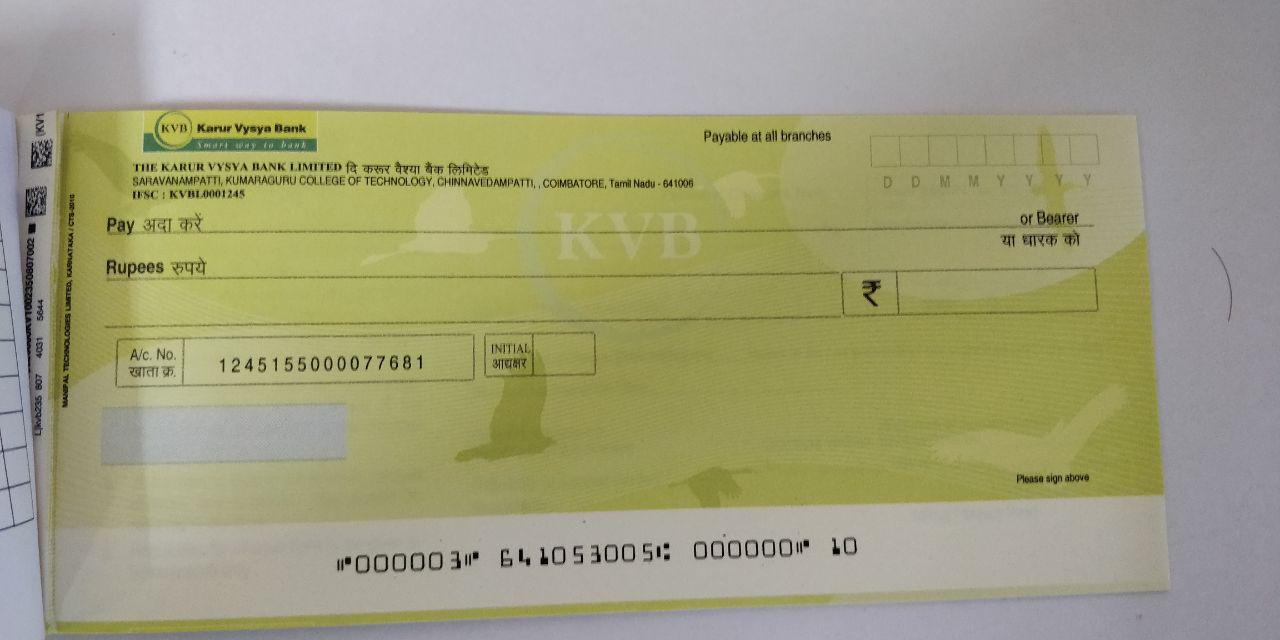 KVB Karur Vysya Bank
Smart way to bank
Payable at all branches
THE KARUR VYSYA BANK LIMITED दि करूर वैश्या बैंक लिमिटेड
SARAVANAMPATTI, KUMARAGURU COLLEGE OF TECHNOLOGY, CHINNAVEDAMPATTI, , COIMBATORE, Tamil Nadu - 641006
IFSC : KVBL0001245
D D M M Y Y Y Y
Pay अदा करें
or Bearer
या धारक को
KVB
Rupees रुपये
₹
A/c. No.
खाता क्र.
1245155000077681
INITIAL
आद्यक्षर
Please sign above
⑈000003⑈ 641053005⑆ 000000⑈ 10
MANIPAL TECHNOLOGIES LIMITED, KARNATAKA / CTS-2010
Ljkvb235 807 4031 5644
(KV1